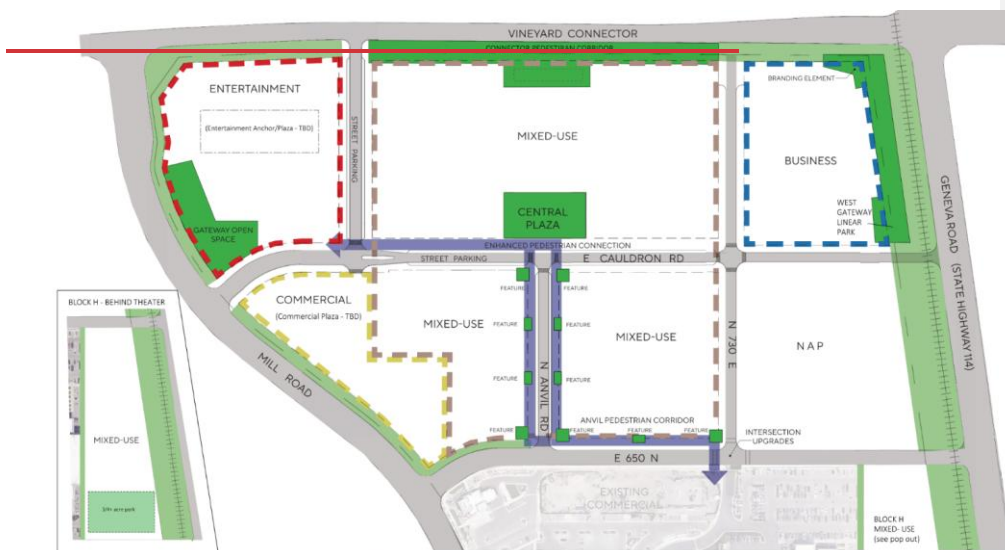 VINEYARD CONNECTOR
CONNECTOR PEDESTRIAN CORRIDOR
BRANDING ELEMENT
ENTERTAINMENT
(Entertainment Anchor/Plaza - TBD)
STREET PARKING
MIXED-USE
BUSINESS
GATEWAY OPEN
SPACE
CENTRAL
PLAZA
WEST
GATEWAY
LINEAR
PARK
GENEVA ROAD (STATE HIGHWAY 114)
ENHANCED PEDESTRIAN CONNECTION
STREET PARKING
E CAULDRON RD
FEATURE
FEATURE
COMMERCIAL
(Commercial Plaza - TBD)
MIXED-USE
FEATURE
FEATURE
MIXED-USE
N 730 E
NAP
MILL ROAD
FEATURE
FEATURE
N ANVIL RD
ANVIL PEDESTRIAN CORRIDOR
FEATURE
FEATURE
FEATURE
FEATURE
INTERSECTION
UPGRADES
E 650 N
EXISTING
COMMERCIAL
BLOCK H
MIXED- USE
(see pop out)
BLOCK H - BEHIND THEATER
MIXED-USE